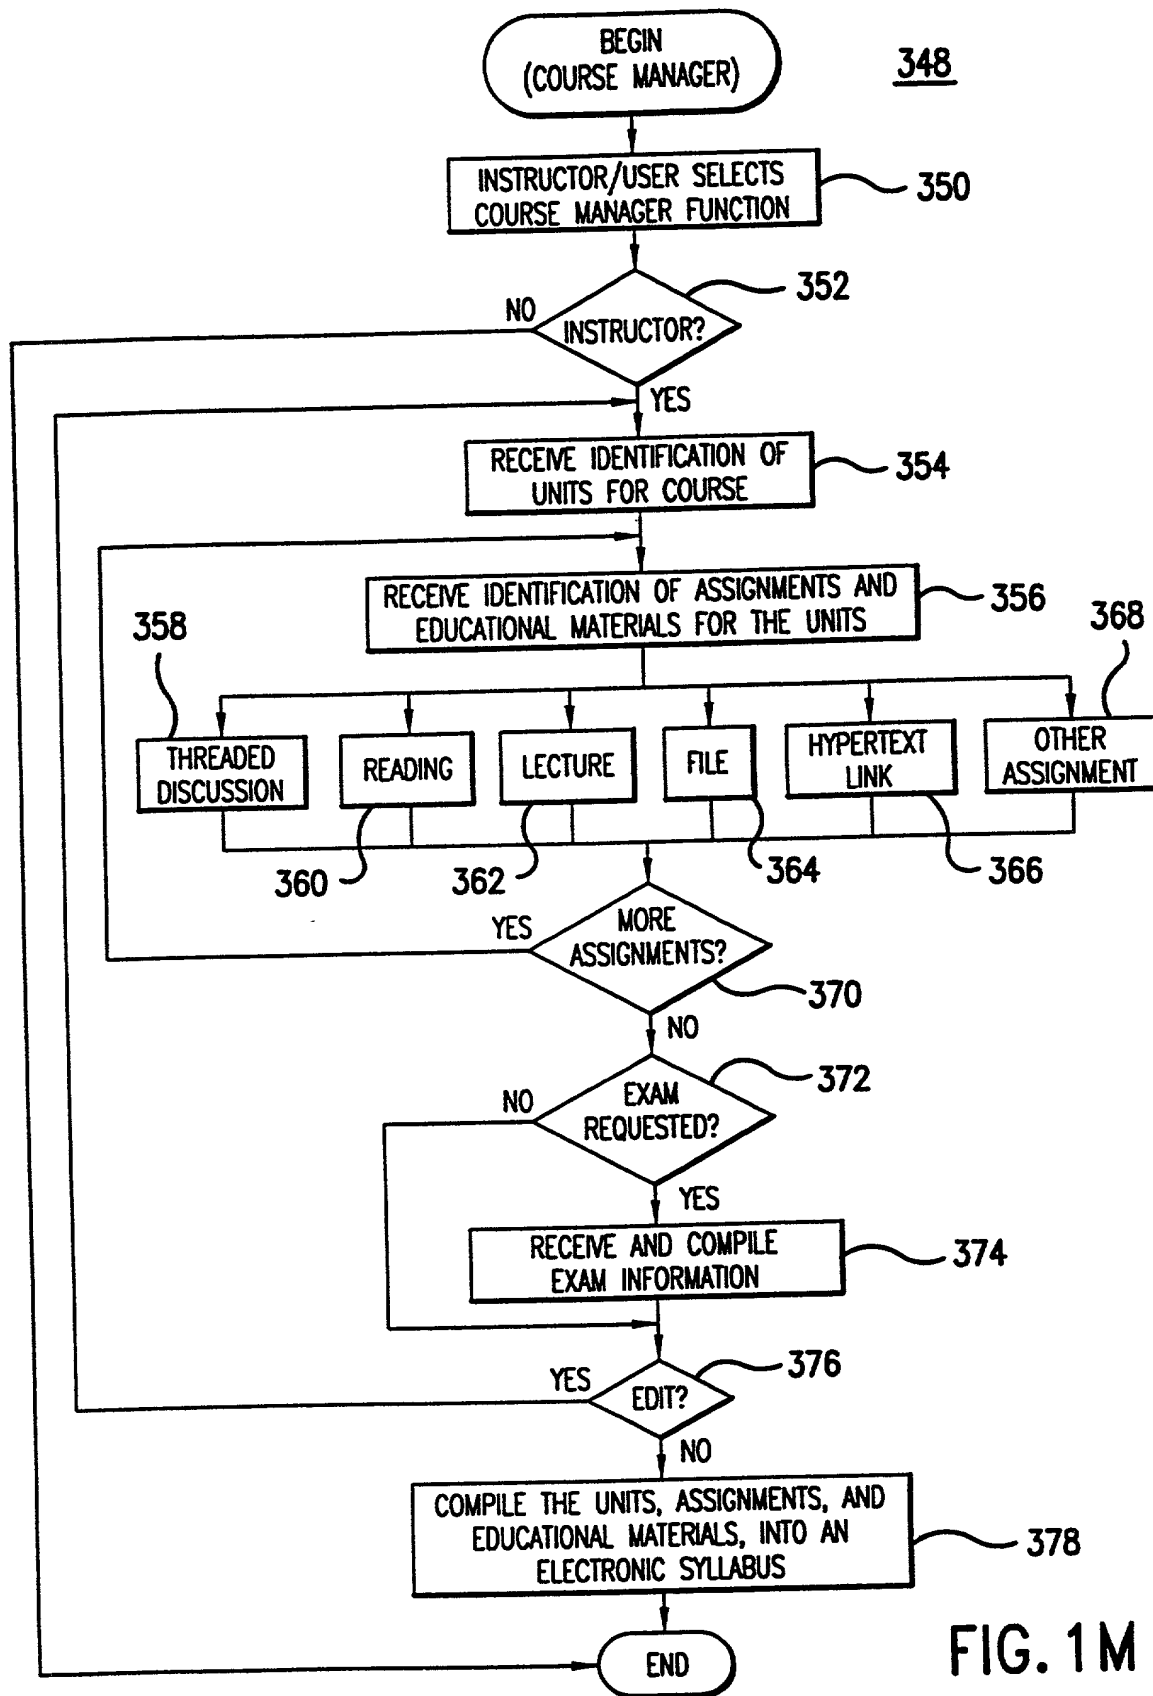 BEGIN
(COURSE MANAGER)
348
INSTRUCTOR/USER SELECTS
COURSE MANAGER FUNCTION
350
352
NO
INSTRUCTOR?
YES
RECEIVE IDENTIFICATION OF
UNITS FOR COURSE
354
RECEIVE IDENTIFICATION OF ASSIGNMENTS AND
EDUCATIONAL MATERIALS FOR THE UNITS
356
358
368
THREADED
DISCUSSION
READING
LECTURE
FILE
HYPERTEXT
LINK
OTHER
ASSIGNMENT
360
362
364
366
YES
MORE
ASSIGNMENTS?
370
NO
372
NO
EXAM
REQUESTED?
YES
RECEIVE AND COMPILE
EXAM INFORMATION
374
376
YES
EDIT?
NO
COMPILE THE UNITS, ASSIGNMENTS, AND
EDUCATIONAL MATERIALS, INTO AN
ELECTRONIC SYLLABUS
378
END
FIG. 1M